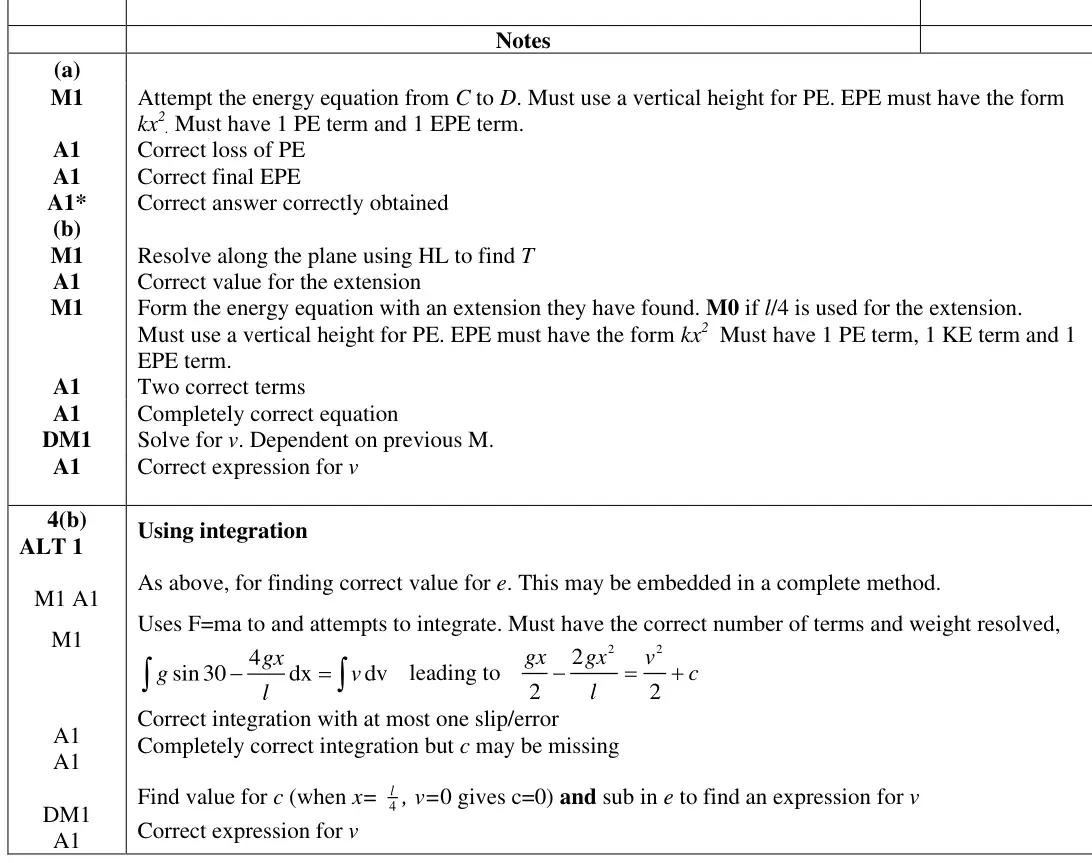 Notes
(a)
M1 Attempt the energy equation from C to D. Must use a vertical height for PE. EPE must have the form
kx². Must have 1 PE term and 1 EPE term.
A1 Correct loss of PE
A1 Correct final EPE
A1* Correct answer correctly obtained
(b)
M1 Resolve along the plane using HL to find T
A1 Correct value for the extension
M1 Form the energy equation with an extension they have found. M0 if l/4 is used for the extension.
Must use a vertical height for PE. EPE must have the form kx² Must have 1 PE term, 1 KE term and 1
EPE term.
A1 Two correct terms
A1 Completely correct equation
DM1 Solve for v. Dependent on previous M.
A1 Correct expression for v
4(b)
ALT 1 Using integration
M1 A1 As above, for finding correct value for e. This may be embedded in a complete method.
M1 Uses F=ma to and attempts to integrate. Must have the correct number of terms and weight resolved,
∫ g sin 30 − 4gx/l dx = ∫ v dv leading to gx/2 − 2gx²/l = v²/2 + c
A1 Correct integration with at most one slip/error
A1 Completely correct integration but c may be missing
DM1 Find value for c (when x= l/4, v=0 gives c=0) and sub in e to find an expression for v
A1 Correct expression for v